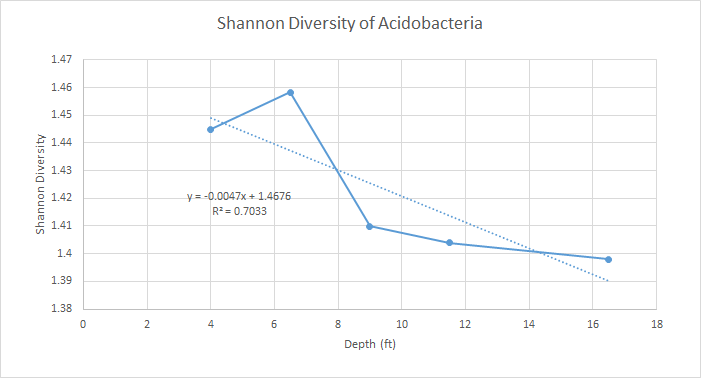 Shannon Diversity of Acidobacteria
1.47
1.46
1.45
1.44
1.43
1.42
1.41
1.4
1.39
1.38
Shannon Diversity
y = -0.0047x + 1.4676
R² = 0.7033
0 2 4 6 8 10 12 14 16 18
Depth (ft)